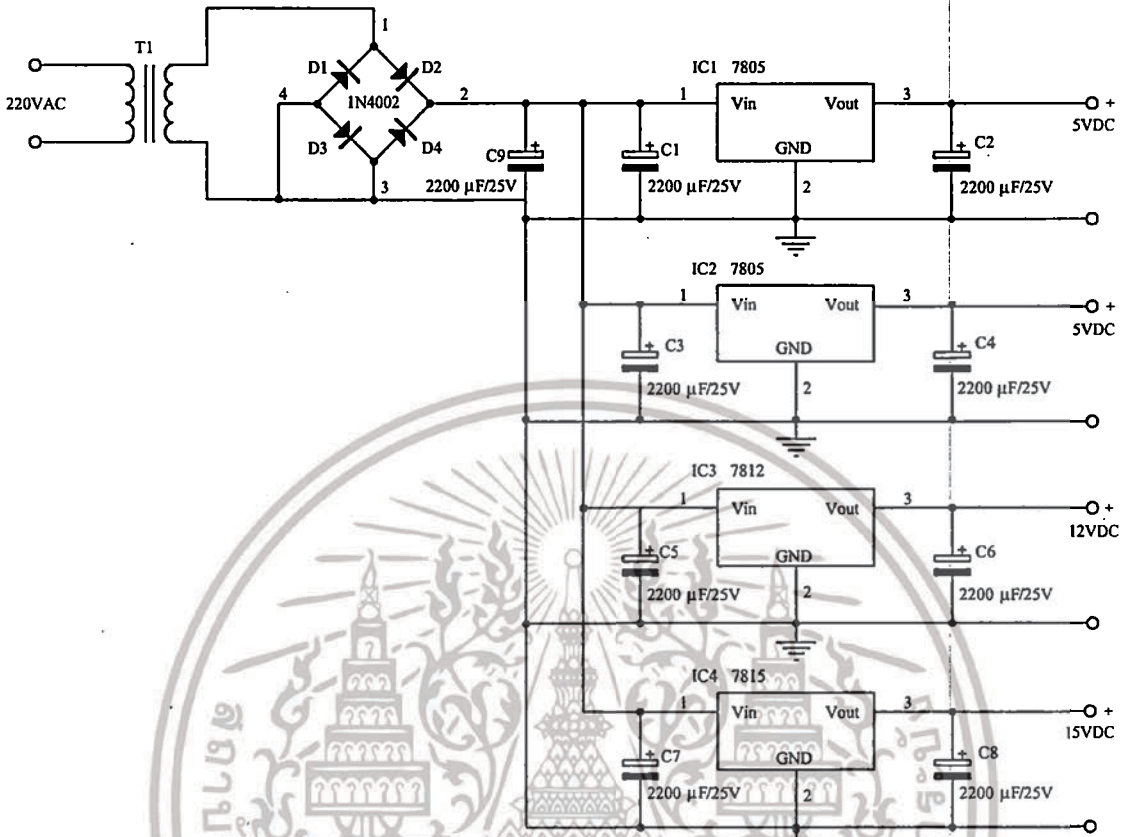 T1
220VAC
1
D1
D2
4
1N4002
2
D3
D4
3
C9
+
2200 µF/25V
IC1 7805
1
Vin
Vout
3
GND
2
+
C1
2200 µF/25V
+
C2
2200 µF/25V
+
5VDC
IC2 7805
1
Vin
Vout
3
GND
2
+
C3
2200 µF/25V
+
C4
2200 µF/25V
+
5VDC
IC3 7812
1
Vin
Vout
3
GND
2
+
C5
2200 µF/25V
+
C6
2200 µF/25V
+
12VDC
IC4 7815
1
Vin
Vout
3
GND
2
+
C7
2200 µF/25V
+
C8
2200 µF/25V
+
15VDC